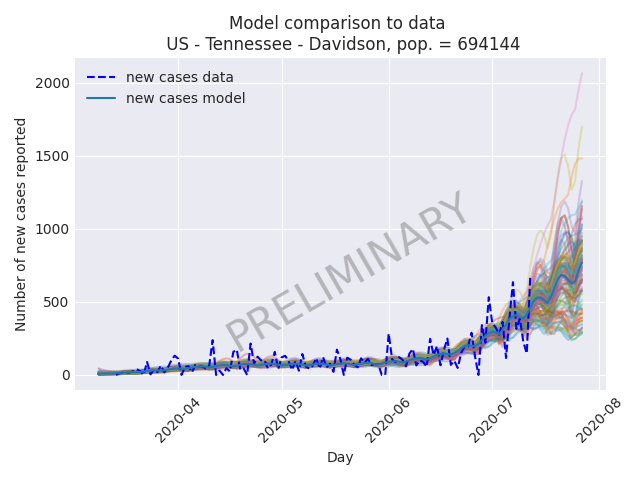 Model comparison to data
US - Tennessee - Davidson, pop. = 694144
new cases data
new cases model
2000
1500
1000
500
0
Number of new cases reported
PRELIMINARY
2020-04
2020-05
2020-06
2020-07
2020-08
Day